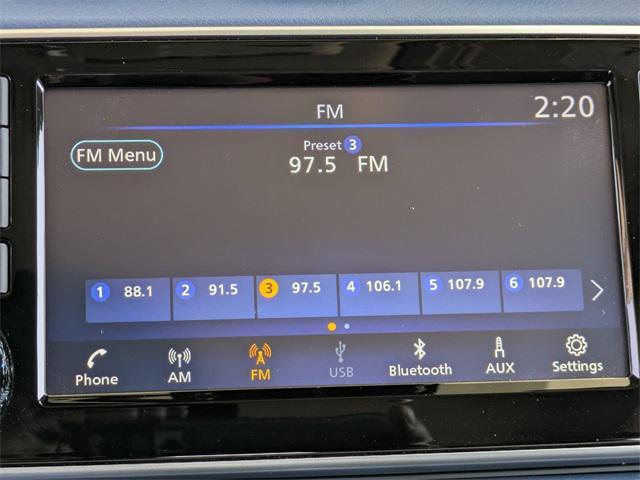 FM 2:20
FM Menu
Preset 3
97.5 FM
1 88.1 2 91.5 3 97.5 4 106.1 5 107.9 6 107.9
Phone AM FM USB Bluetooth AUX Settings